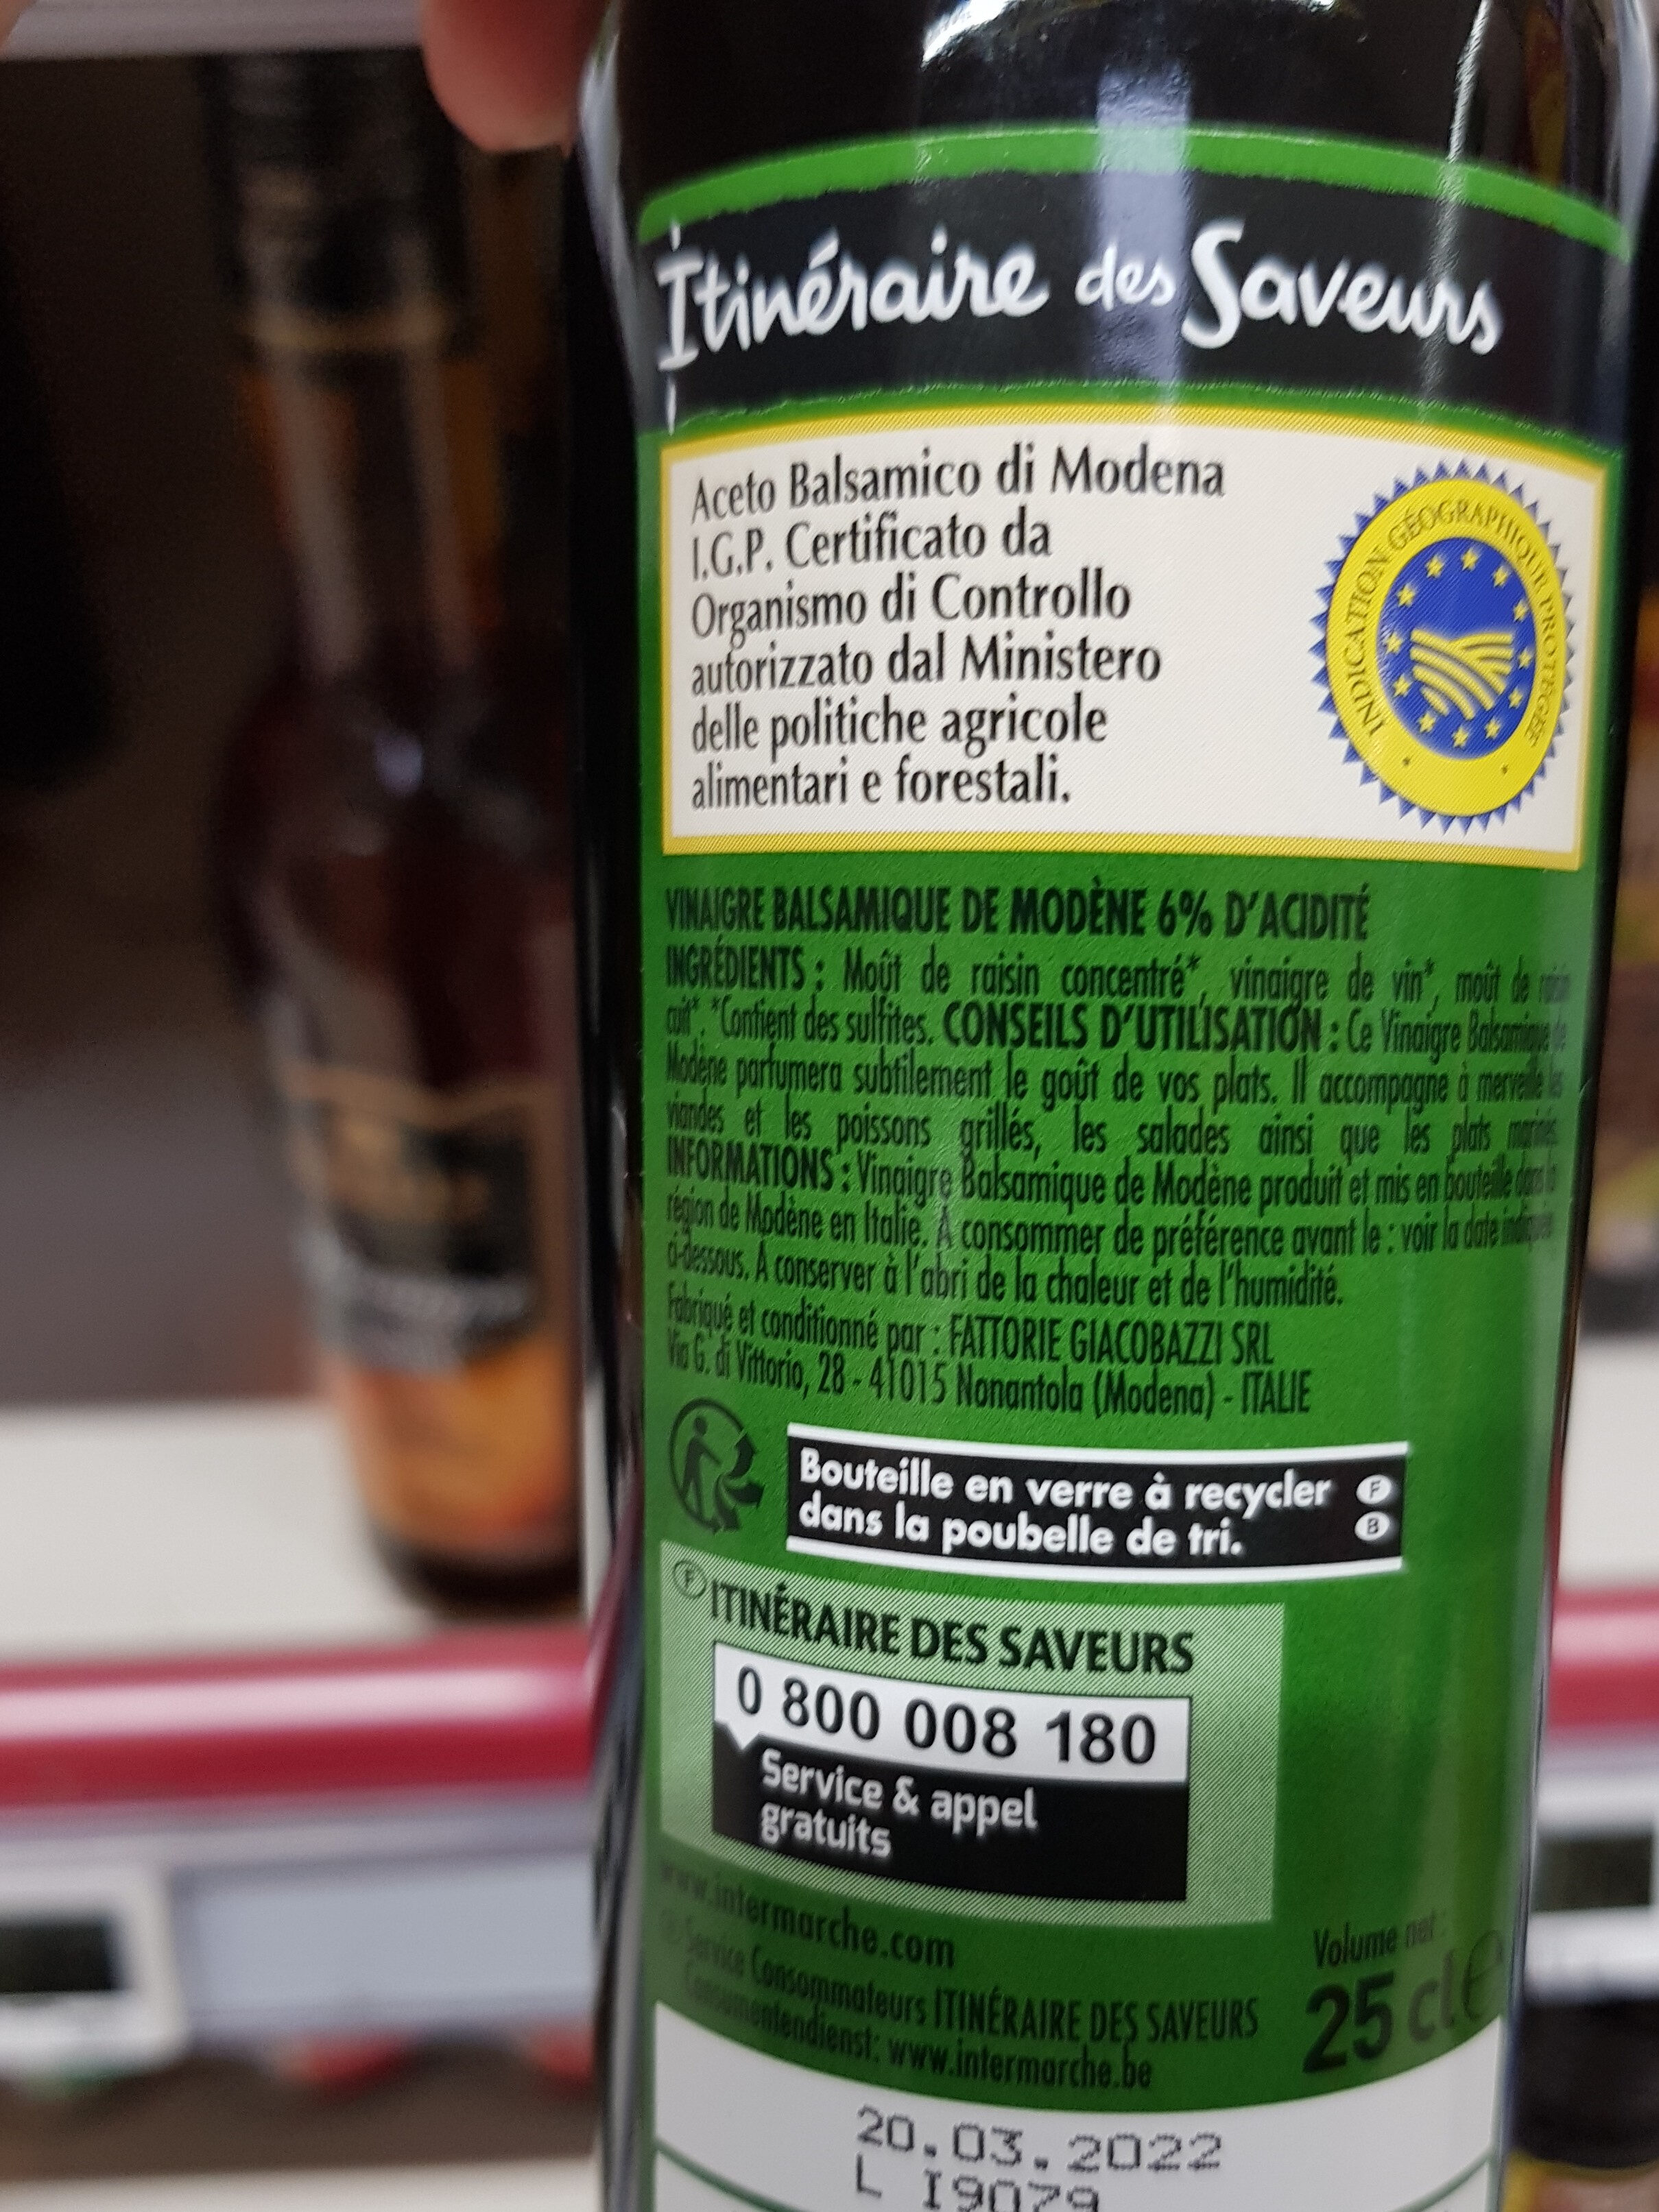 Itinéraire des Saveurs
Aceto Balsamico di Modena
I.G.P. Certificato da
Organismo di Controllo
autorizzato dal Ministero
delle politiche agricole
alimentari e forestali.
INDICATION GÉOGRAPHIQUE PROTÉGÉE
VINAIGRE BALSAMIQUE DE MODÈNE 6% D'ACIDITÉ
INGRÉDIENTS : Moût de raisin concentré*, vinaigre de vin*, moût de raisin
cuit*. *Contient des sulfites. CONSEILS D'UTILISATION : Ce Vinaigre Balsamique de
Modène parfumera subtilement le goût de vos plats. Il accompagne à merveille les
viandes et les poissons grillés, les salades ainsi que les plats marinés.
INFORMATIONS : Vinaigre Balsamique de Modène produit et mis en bouteille dans la
région de Modène en Italie. À consommer de préférence avant le : voir la date indiquée
ci-dessous. À conserver à l'abri de la chaleur et de l'humidité.
Fabriqué et conditionné par : FATTORIE GIACOBAZZI SRL
Via G. di Vittorio, 28 - 41015 Nonantola (Modena) - ITALIE
Bouteille en verre à recycler F
dans la poubelle de tri. B
F ITINÉRAIRE DES SAVEURS
0 800 008 180
Service & appel
gratuits
www.intermarche.com
Service Consommateurs ITINÉRAIRE DES SAVEURS
Consumentendienst: www.intermarche.be
Volume net :
25 cl e
20.03.2022
L I9079